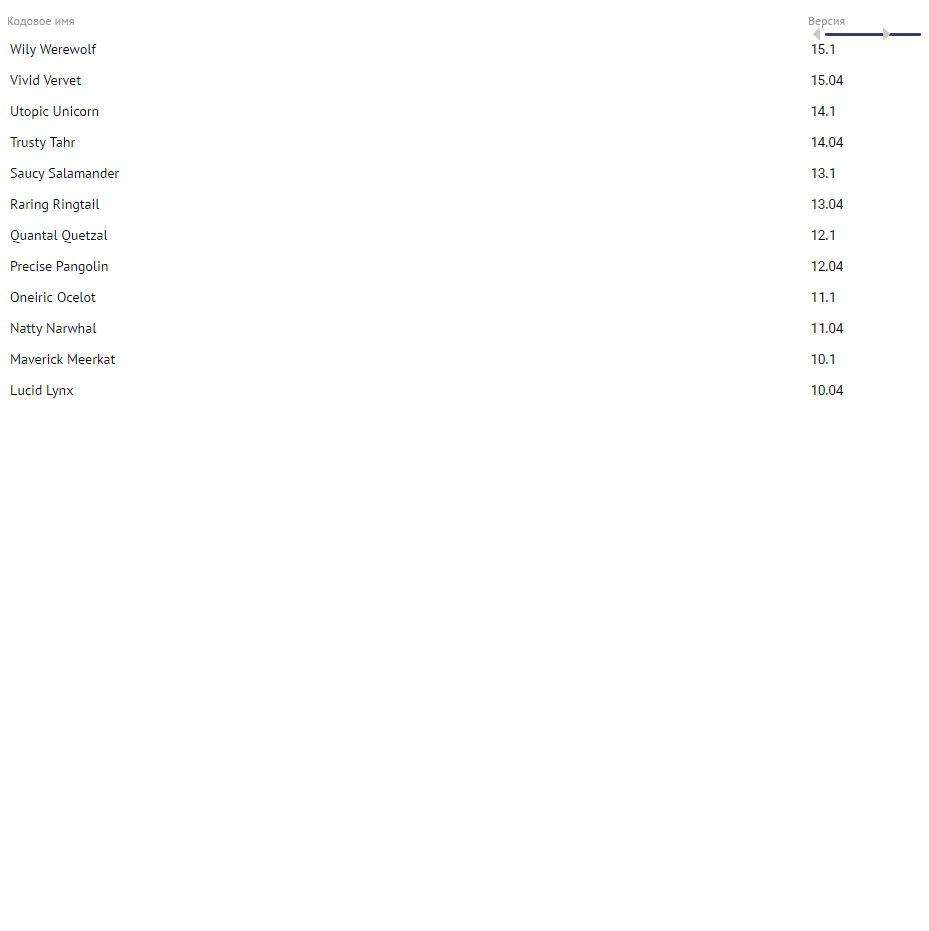 Кодовое имя Версия
Wily Werewolf 15.1
Vivid Vervet 15.04
Utopic Unicorn 14.1
Trusty Tahr 14.04
Saucy Salamander 13.1
Raring Ringtail 13.04
Quantal Quetzal 12.1
Precise Pangolin 12.04
Oneiric Ocelot 11.1
Natty Narwhal 11.04
Maverick Meerkat 10.1
Lucid Lynx 10.04